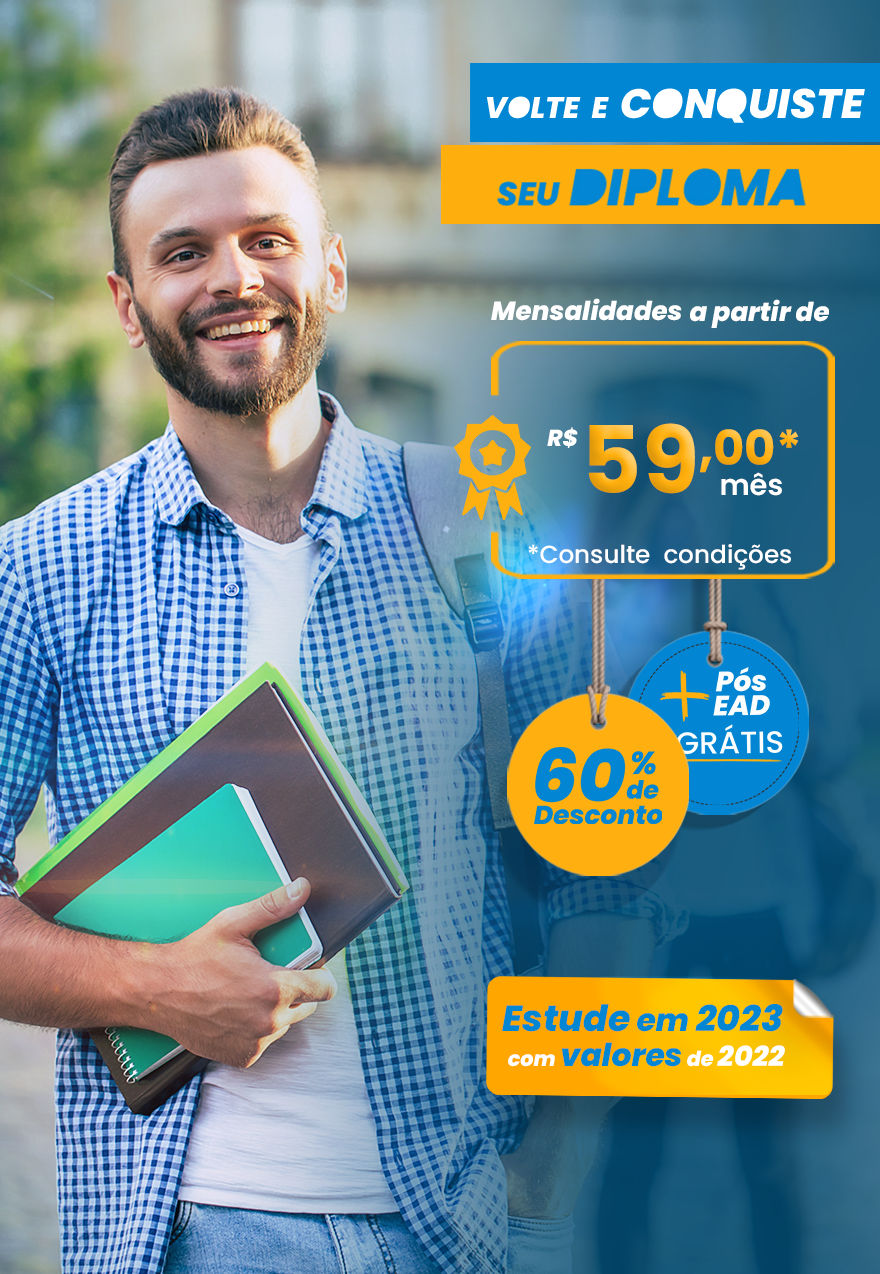 VOLTE E CONQUISTE
SEU DIPLOMA
Mensalidades a partir de
R$ 59,00*
mês
*Consulte condições
+ Pós
EAD
GRÁTIS
60%
de
Desconto
Estude em 2023
com valores de 2022